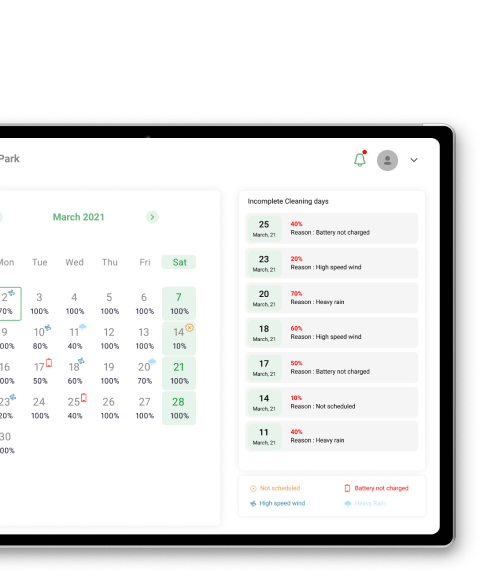 Park
March 2021
Mon Tue Wed Thu Fri Sat
2 3 4 5 6 7
70% 100% 100% 100% 100% 100%
9 10 11 12 13 14
00% 80% 40% 100% 100% 10%
16 17 18 19 20 21
00% 50% 60% 100% 70% 100%
23 24 25 26 27 28
20% 100% 40% 100% 100% 100%
30
00%
Incomplete Cleaning days
25 40%
March, 21 Reason : Battery not charged
23 20%
March, 21 Reason : High speed wind
20 70%
March, 21 Reason : Heavy rain
18 60%
March, 21 Reason : High speed wind
17 50%
March, 21 Reason : Battery not charged
14 10%
March, 21 Reason : Not scheduled
11 40%
March, 21 Reason : Heavy rain
Not scheduled Battery not charged
High speed wind Heavy Rain